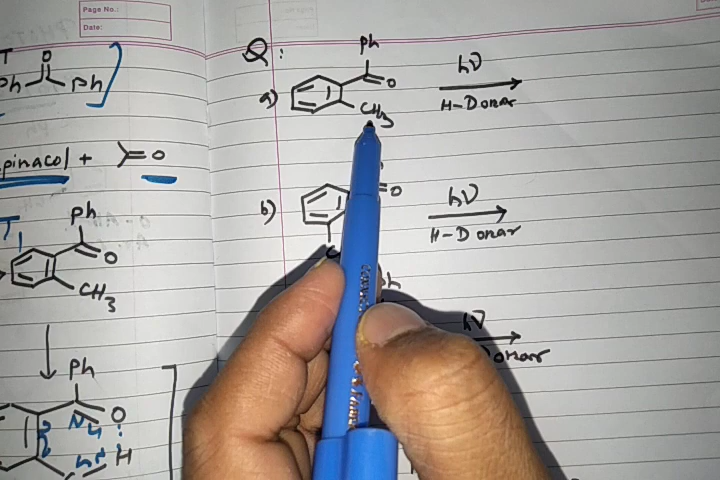 Page No.:
Date:
T
O
Ph Ph
pinacol + O
T1
Ph
O
CH3
Ph
O
H
Q:
a)
Ph
O
CH3
hν
H-Donar
b)
O
hν
H-Donar
hν
Donar